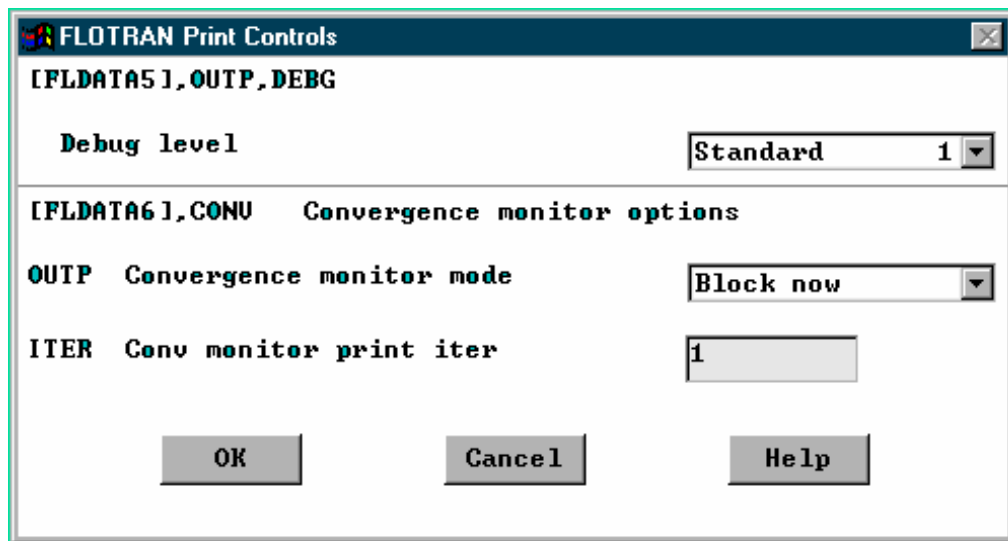 FLOTRAN Print Controls
[FLDATA5],OUTP,DEBG
Debug level Standard 1
[FLDATA6],CONV Convergence monitor options
OUTP Convergence monitor mode Block now
ITER Conv monitor print iter 1
OK Cancel Help